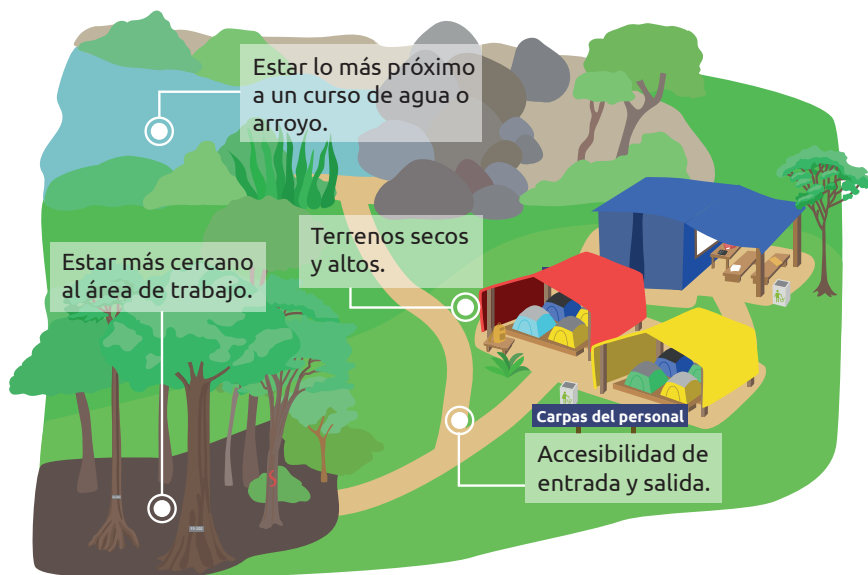 Estar lo más próximo
a un curso de agua o
arroyo.
Terrenos secos
y altos.
Estar más cercano
al área de trabajo.
Carpas del personal
Accesibilidad de
entrada y salida.